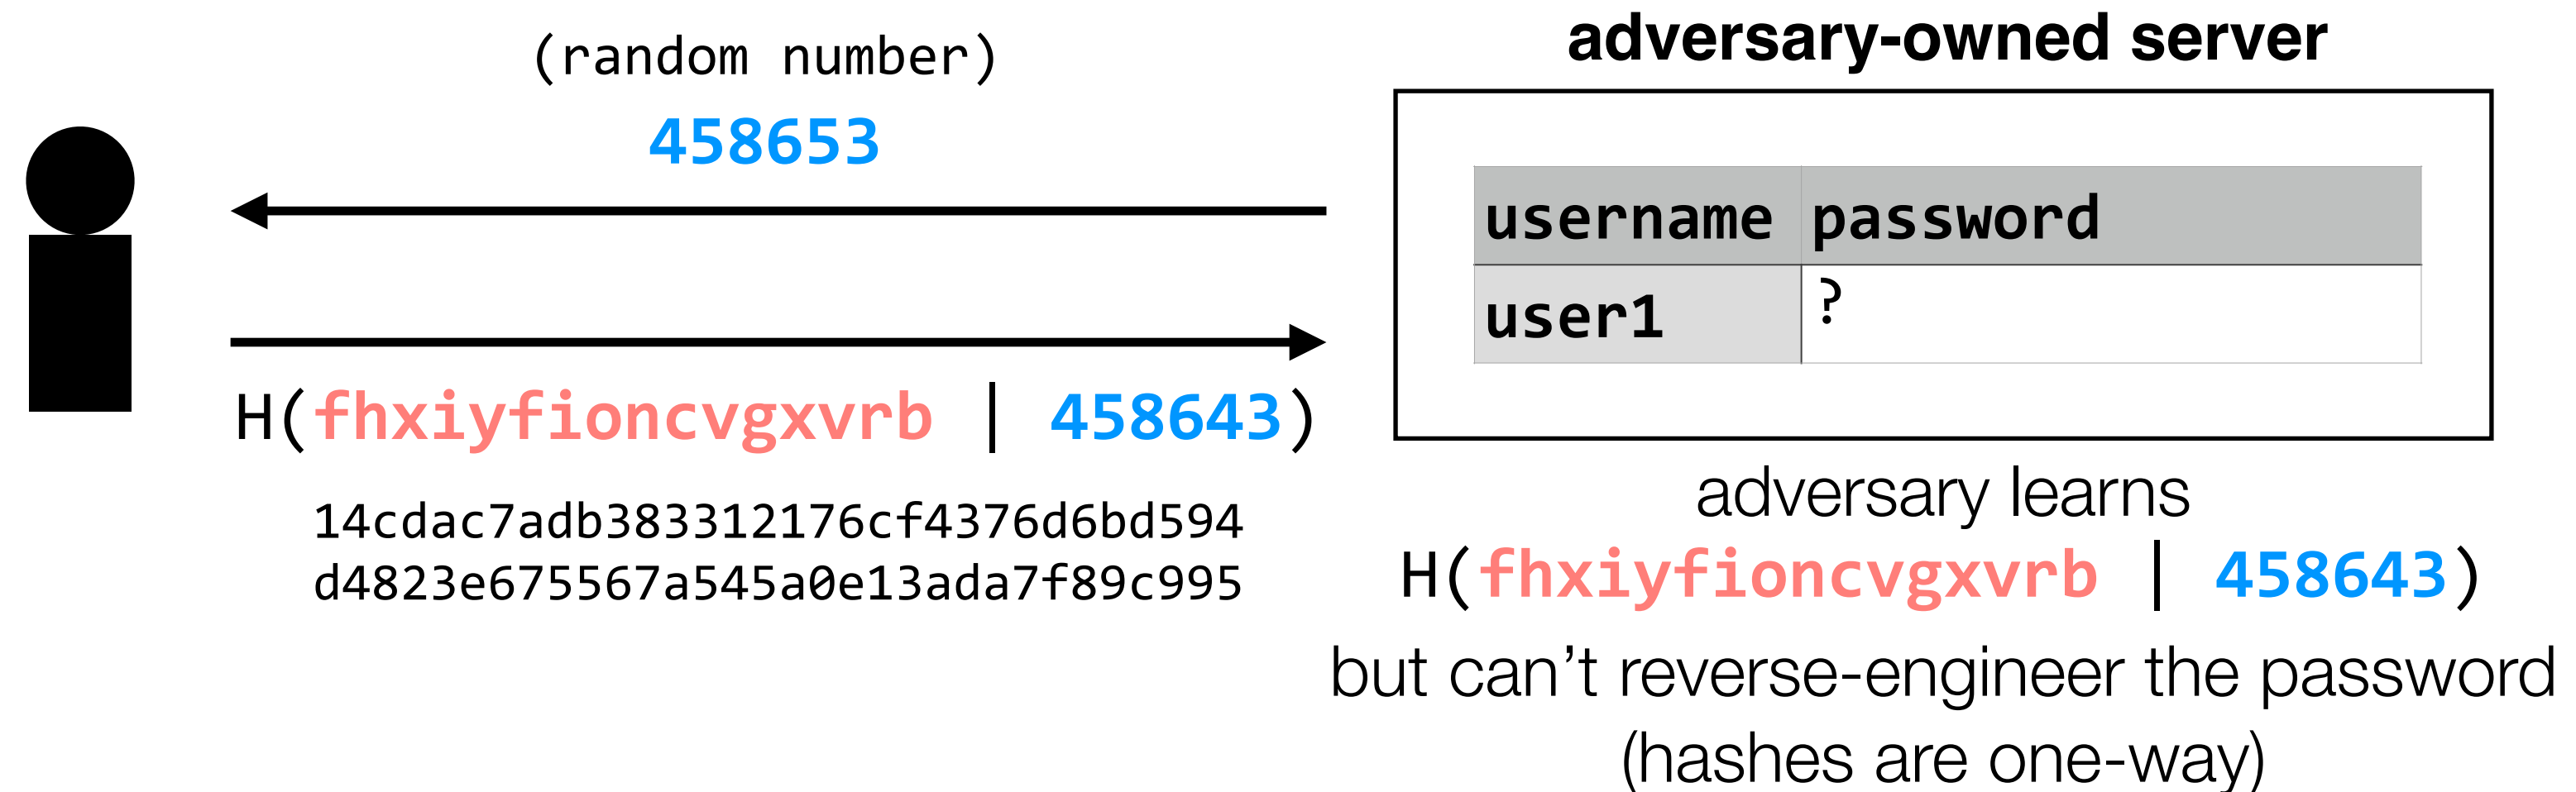 (random number)
458653
H(fhxiyfioncvgxvrb | 458643)
14cdac7adb383312176cf4376d6bd594
d4823e675567a545a0e13ada7f89c995
adversary-owned server
username password
user1 ?
adversary learns
H(fhxiyfioncvgxvrb | 458643)
but can’t reverse-engineer the password
(hashes are one-way)